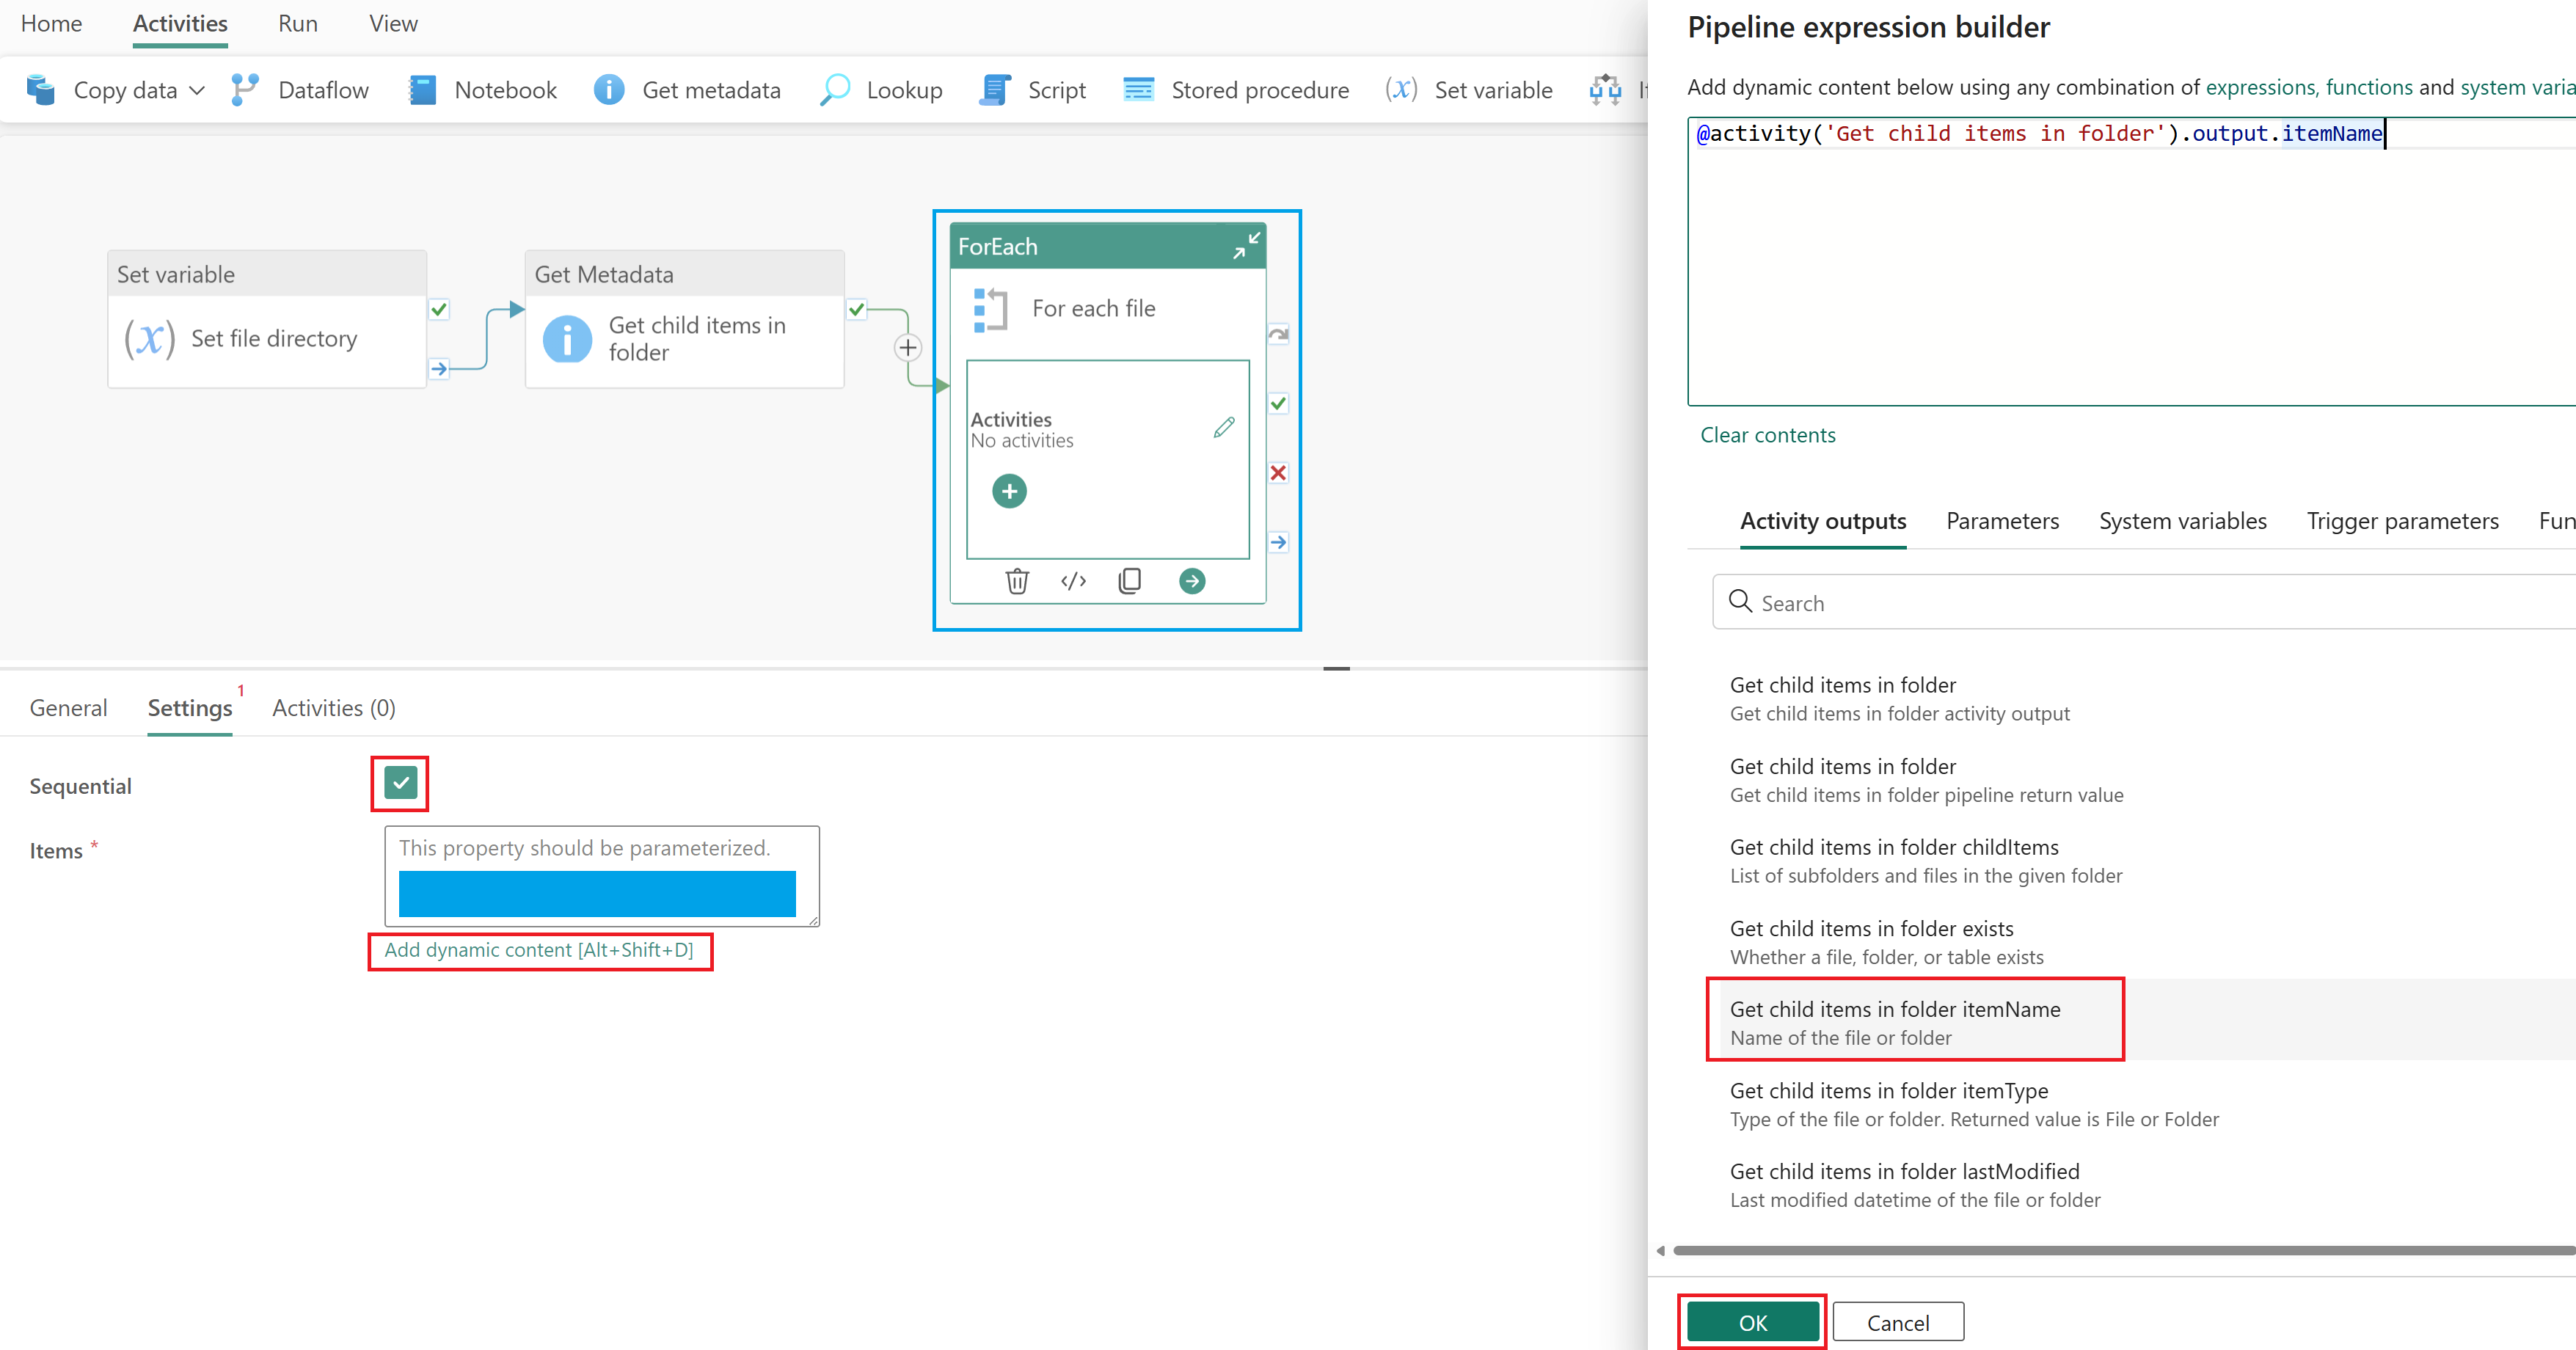 Home Activities Run View
Copy data Dataflow Notebook Get metadata Lookup Script Stored procedure (x) Set variable
Set variable
(x) Set file directory
Get Metadata
Get child items in
folder
ForEach
For each file
Activities
No activities
General Settings 1 Activities (0)
Sequential
Items *
This property should be parameterized.
Add dynamic content [Alt+Shift+D]
Pipeline expression builder
Add dynamic content below using any combination of expressions, functions and system
@activity('Get child items in folder').output.itemName
Clear contents
Activity outputs Parameters System variables Trigger parameters
Search
Get child items in folder
Get child items in folder activity output
Get child items in folder
Get child items in folder pipeline return value
Get child items in folder childItems
List of subfolders and files in the given folder
Get child items in folder exists
Whether a file, folder, or table exists
Get child items in folder itemName
Name of the file or folder
Get child items in folder itemType
Type of the file or folder. Returned value is File or Folder
Get child items in folder lastModified
Last modified datetime of the file or folder
OK Cancel